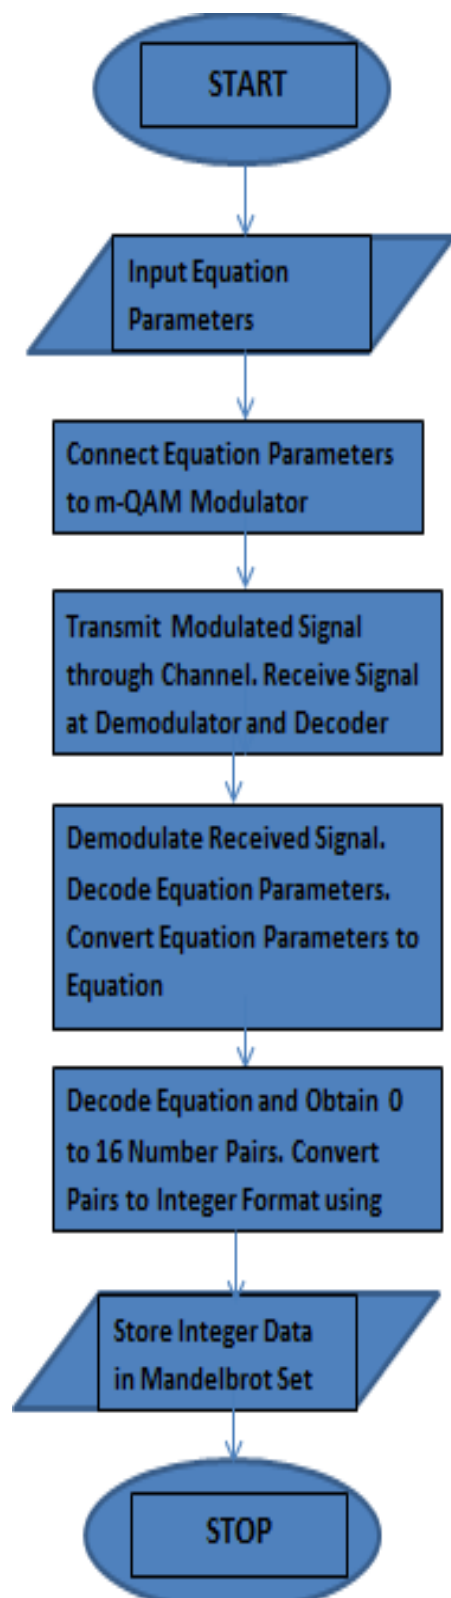 START
Input Equation
Parameters
Connect Equation Parameters
to m-QAM Modulator
Transmit Modulated Signal
through Channel. Receive Signal
at Demodulator and Decoder
Demodulate Received Signal.
Decode Equation Parameters.
Convert Equation Parameters to
Equation
Decode Equation and Obtain 0
to 16 Number Pairs. Convert
Pairs to Integer Format using
Store Integer Data
in Mandelbrot Set
STOP